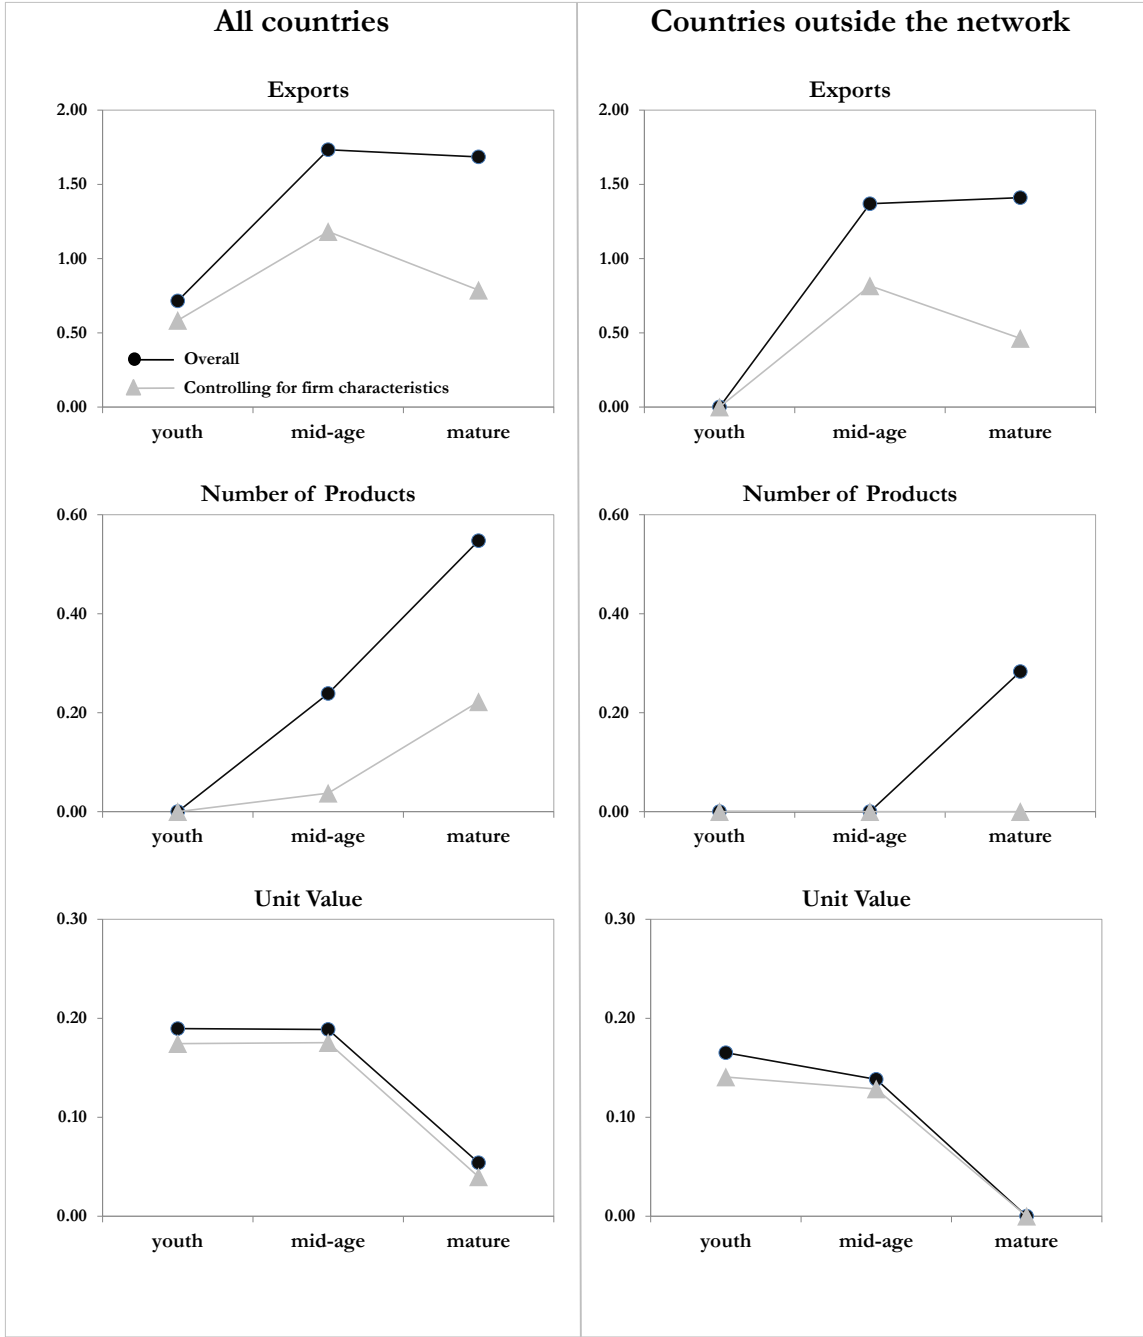 All countries
Exports
2.00
1.50
1.00
0.50
0.00
Overall
Controlling for firm characteristics
youth mid-age mature
Number of Products
0.60
0.40
0.20
0.00
youth mid-age mature
Unit Value
0.30
0.20
0.10
0.00
youth mid-age mature
Countries outside the network
Exports
2.00
1.50
1.00
0.50
0.00
youth mid-age mature
Number of Products
0.60
0.40
0.20
0.00
youth mid-age mature
Unit Value
0.30
0.20
0.10
0.00
youth mid-age mature